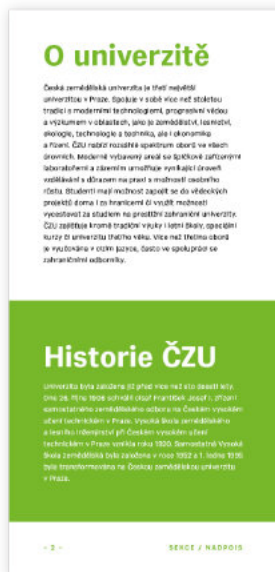 O univerzitě
Česká zemědělská univerzita je třetí největší
univerzitou v Praze. Spojuje v sobě více než stoletou
tradici s moderními technologiemi, progresivní vědou
a výzkumem v oblastech, jako je zemědělství, lesnictví,
ekologie, technologie a technika, ale i ekonomika
a řízení. ČZU nabízí rozsáhlé spektrum oborů ve všech
úrovních. Moderně vybavený areál se špičkově zařízenými
laboratořemi a zázemím umožňuje vynikající úroveň
vzdělávání s důrazem na praxi a možností osobního
růstu. Studenti mají možnost zapojit se do vědeckých
projektů doma i za hranicemi či využít možnosti
vycestovat za studiem na prestižní zahraniční univerzity.
ČZU zajišťuje kromě tradiční výuky i letní školy, speciální
kurzy či univerzitu třetího věku. Více než třetina oborů
je vyučována v cizím jazyce, často ve spolupráci se
zahraničními odborníky.
Historie ČZU
Univerzita byla založena již před více než sto deseti lety.
Dne 26. října 1906 schválil císař František Josef I. zřízení
samostatného zemědělského odboru na Českém vysokém
učení technickém v Praze. Vysoká škola zemědělského
a lesního inženýrství při Českém vysokém učení
technickém v Praze vznikla roku 1920. Samostatná Vysoká
škola zemědělská byla založena v roce 1952 a 1. ledna 1995
byla transformována na Českou zemědělskou univerzitu
v Praze.
- 2 -
SEKCE / NADPOIS